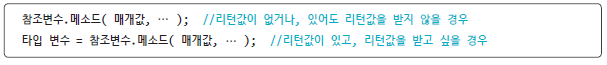 참조변수.메소드( 매개값, … );  //리턴값이 없거나, 있어도 리턴값을 받지 않을 경우
타입 변수 = 참조변수.메소드( 매개값, … );  //리턴값이 있고, 리턴값을 받고 싶을 경우